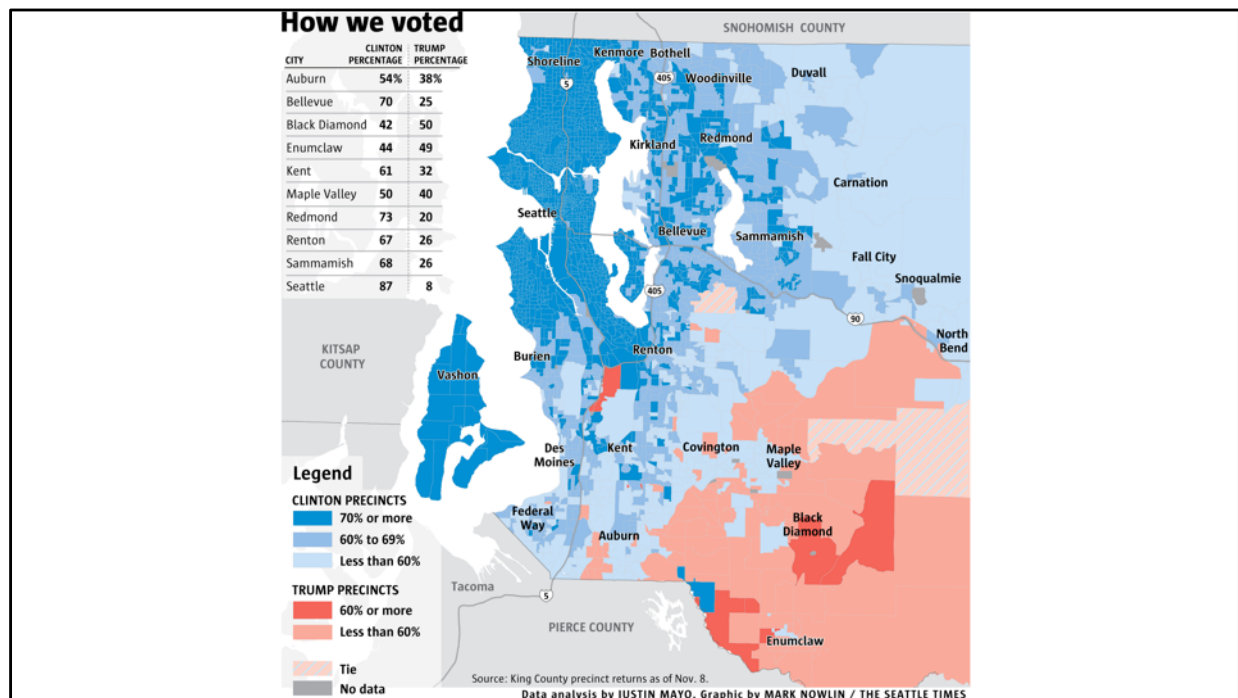 How we voted
CLINTON TRUMP
CITY PERCENTAGE PERCENTAGE
Auburn 54% 38%
Bellevue 70 25
Black Diamond 42 50
Enumclaw 44 49
Kent 61 32
Maple Valley 50 40
Redmond 73 20
Renton 67 26
Sammamish 68 26
Seattle 87 8
SNOHOMISH COUNTY
Kenmore Bothell
Shoreline
Duvall
405
Woodinville
5
Redmond
Kirkland
Carnation
Seattle
Bellevue
Sammamish
Fall City
Snoqualmie
405
90
North
Bend
KITSAP
COUNTY
Burien
Renton
Vashon
Des
Moines
Kent
Covington
Maple
Valley
Federal
Way
Black
Diamond
Auburn
Tacoma
5
PIERCE COUNTY
Enumclaw
Legend
CLINTON PRECINCTS
70% or more
60% to 69%
Less than 60%
TRUMP PRECINCTS
60% or more
Less than 60%
Tie
No data
Source: King County precinct returns as of Nov. 8.
Data analysis by JUSTIN MAYO, Graphic by MARK NOWLIN / THE SEATTLE TIMES